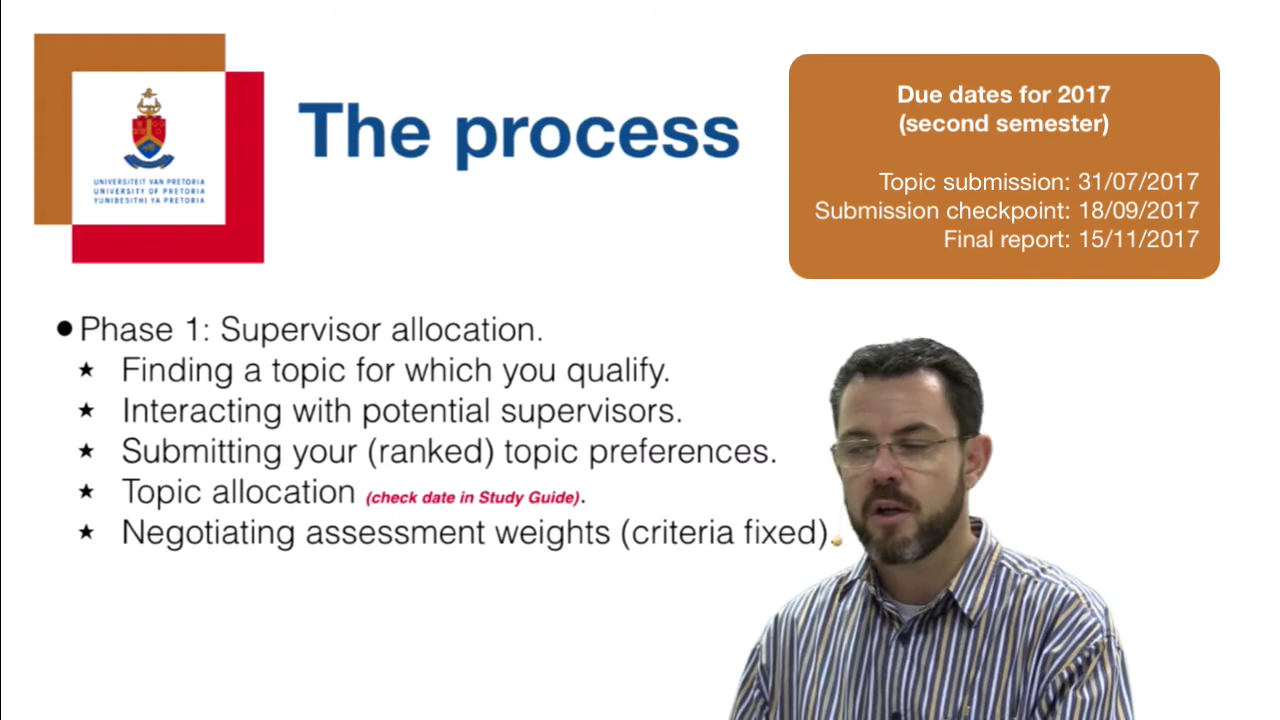 UNIVERSITEIT VAN PRETORIA
UNIVERSITY OF PRETORIA
YUNIBESITHI YA PRETORIA
The process
Due dates for 2017
(second semester)
Topic submission: 31/07/2017
Submission checkpoint: 18/09/2017
Final report: 15/11/2017
● Phase 1: Supervisor allocation.
★ Finding a topic for which you qualify.
★ Interacting with potential supervisors.
★ Submitting your (ranked) topic preferences.
★ Topic allocation (check date in Study Guide).
★ Negotiating assessment weights (criteria fixed).